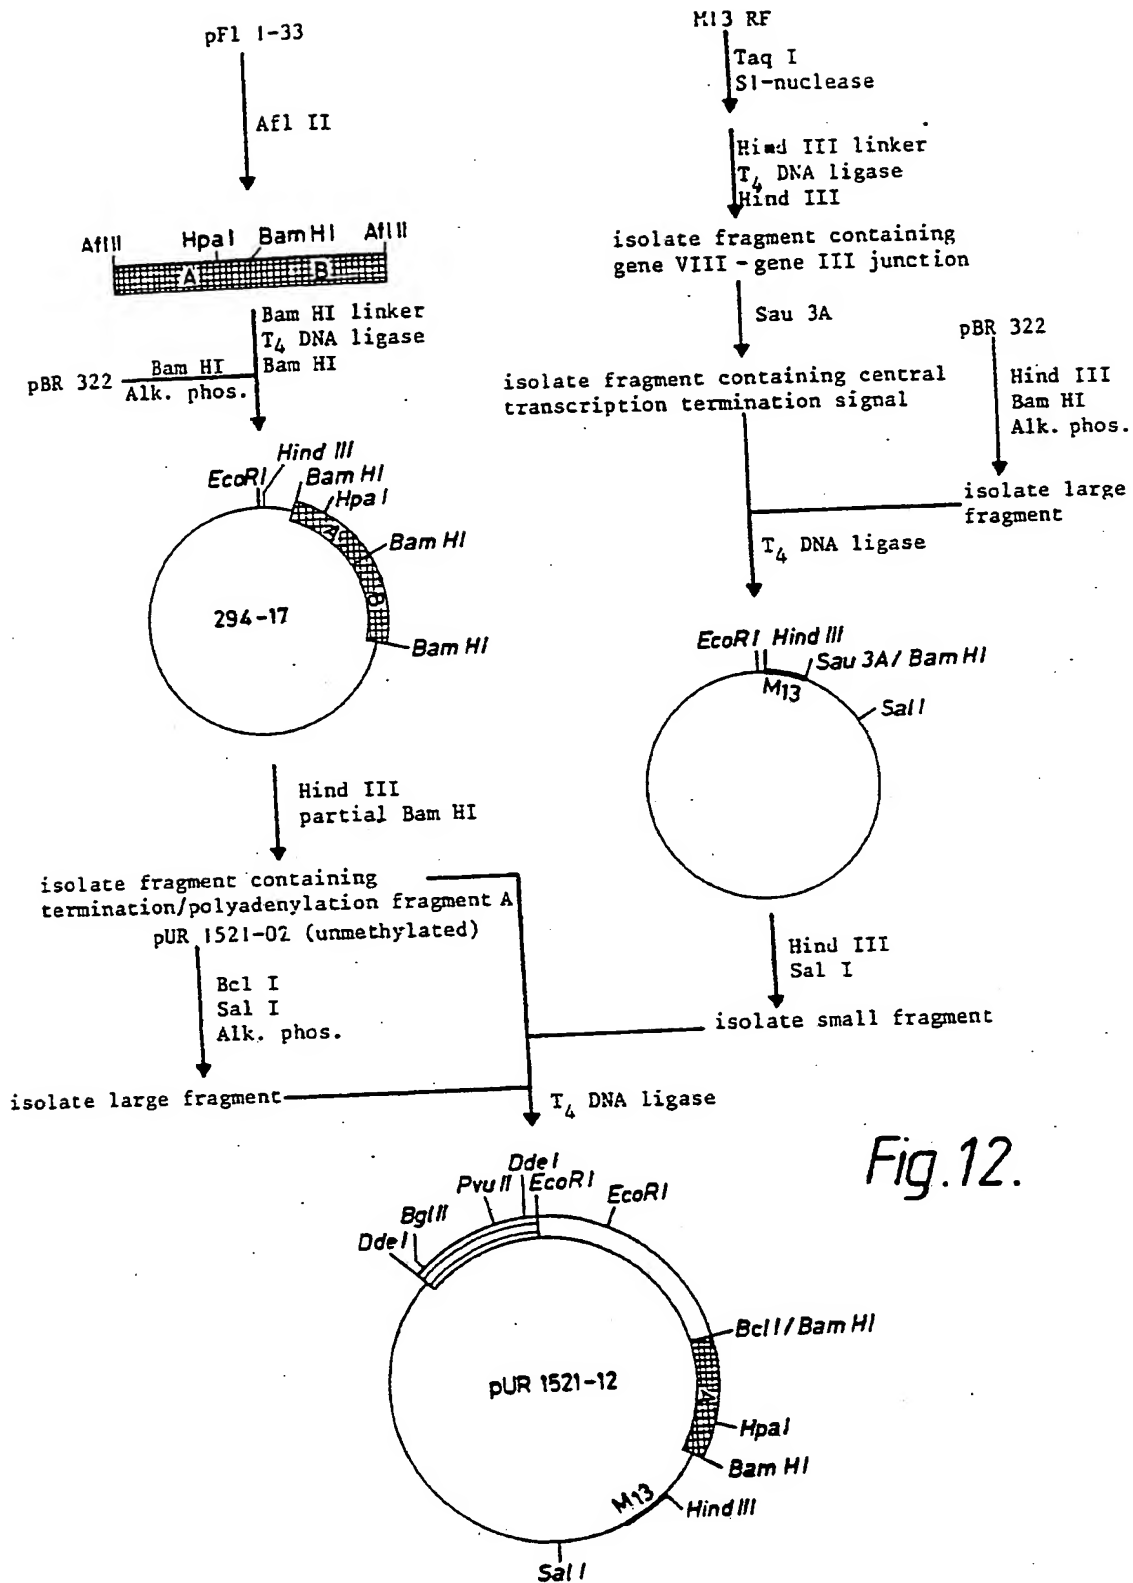 pFl 1-33
Afl II
AflII HpaI BamHI AflII
A B
Bam HI linker
T4 DNA ligase
Bam HI
pBR 322
Bam HI
Alk. phos.
EcoRI
Hind III
Bam HI
HpaI
A
Bam HI
B
294-17
Bam HI
Hind III
partial Bam HI
isolate fragment containing
termination/polyadenylation fragment A
pUR 1521-02 (unmethylated)
Bcl I
Sal I
Alk. phos.
isolate large fragment
M13 RF
Taq I
S1-nuclease
Hind III linker
T4 DNA ligase
Hind III
isolate fragment containing
gene VIII - gene III junction
Sau 3A
pBR 322
isolate fragment containing central
transcription termination signal
Hind III
Bam HI
Alk. phos.
isolate large
fragment
T4 DNA ligase
EcoRI Hind III
Sau 3A/ Bam HI
M13
SalI
Hind III
Sal I
isolate small fragment
T4 DNA ligase
Fig.12.
DdeI
PvuII
EcoRI
EcoRI
BglII
DdeI
BclI/Bam HI
A
pUR 1521-12
HpaI
Bam HI
M13
Hind III
SalI